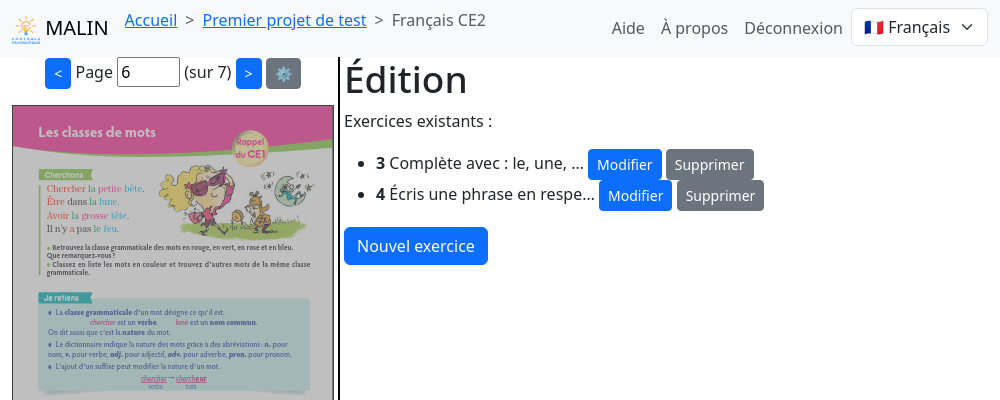 MALIN
Accueil > Premier projet de test > Français CE2
Aide À propos Déconnexion Français
< Page 6 (sur 7) >
Les classes de mots
Rappel
du CE1
Cherchons
Chercher la petite bête.
Être dans la lune.
Avoir la grosse tête.
Il n'y a pas le feu.
Retrouvez la classe grammaticale des mots en rouge, en vert, en rose et en bleu.
Que remarquez-vous ?
Classez en liste les mots en couleur et trouvez d'autres mots de la même classe
grammaticale.
Je retiens
● La classe grammaticale d'un mot désigne ce qu'il est.
chercher est un verbe. lune est un nom commun.
On dit aussi que c'est la nature du mot.
● Le dictionnaire indique la nature des mots grâce à des abréviations : n. pour
nom, v. pour verbe, adj. pour adjectif, adv. pour adverbe, pron. pour pronom.
● L'ajout d'un suffixe peut modifier la nature d'un mot.
chercher → chercheur
verbe nom
Édition
Exercices existants :
• 3 Complète avec : le, une, ... Modifier Supprimer
• 4 Écris une phrase en respe... Modifier Supprimer
Nouvel exercice